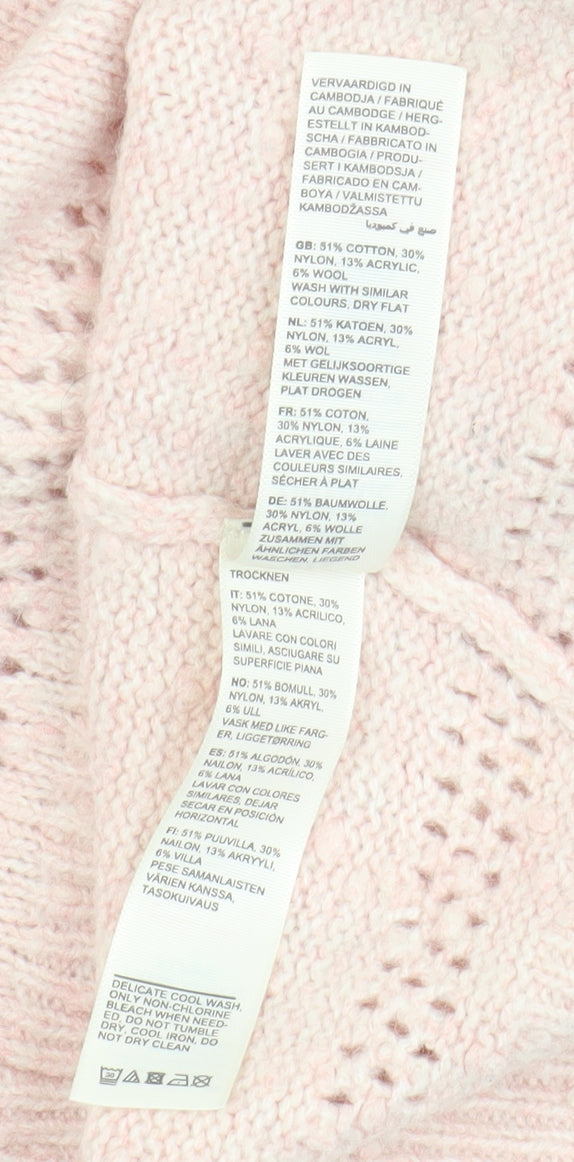 VERVAARDIGD IN
CAMBODJA / FABRIQUÉ
AU CAMBODGE / HERG-
ESTELLT IN KAMBOD-
SCHA / FABBRICATO IN
CAMBOGIA / PRODU-
SERT I KAMBODSJA /
FABRICADO EN CAM-
BOYA / VALMISTETTU
KAMBODŽASSA
صنع في كمبوديا
GB: 51% COTTON, 30%
NYLON, 13% ACRYLIC,
6% WOOL
WASH WITH SIMILAR
COLOURS, DRY FLAT
NL: 51% KATOEN, 30%
NYLON, 13% ACRYL,
6% WOL
MET GELIJKSOORTIGE
KLEUREN WASSEN,
PLAT DROGEN
FR: 51% COTON,
30% NYLON, 13%
ACRYLIQUE, 6% LAINE
LAVER AVEC DES
COULEURS SIMILAIRES,
SÉCHER À PLAT
DE: 51% BAUMWOLLE,
30% NYLON, 13%
ACRYL, 6% WOLLE
ZUSAMMEN MIT
ÄHNLICHEN FARBEN
WASCHEN, LIEGEND
TROCKNEN
IT: 51% COTONE, 30%
NYLON, 13% ACRILICO,
6% LANA
LAVARE CON COLORI
SIMILI, ASCIUGARE SU
SUPERFICIE PIANA
NO: 51% BOMULL, 30%
NYLON, 13% AKRYL,
6% ULL
VASK MED LIKE FARG-
ER, LIGGETØRRING
ES: 51% ALGODÓN, 30%
NAILON, 13% ACRÍLICO,
6% LANA
LAVAR CON COLORES
SIMILARES, DEJAR
SECAR EN POSICIÓN
HORIZONTAL
FI: 51% PUUVILLA, 30%
NAILON, 13% AKRYYLI,
6% VILLA
PESE SAMANLAISTEN
VÄRIEN KANSSA,
TASOKUIVAUS
DELICATE COOL WASH,
ONLY NON-CHLORINE
BLEACH WHEN NEED-
ED, DO NOT TUMBLE
DRY, COOL IRON, DO
NOT DRY CLEAN
30